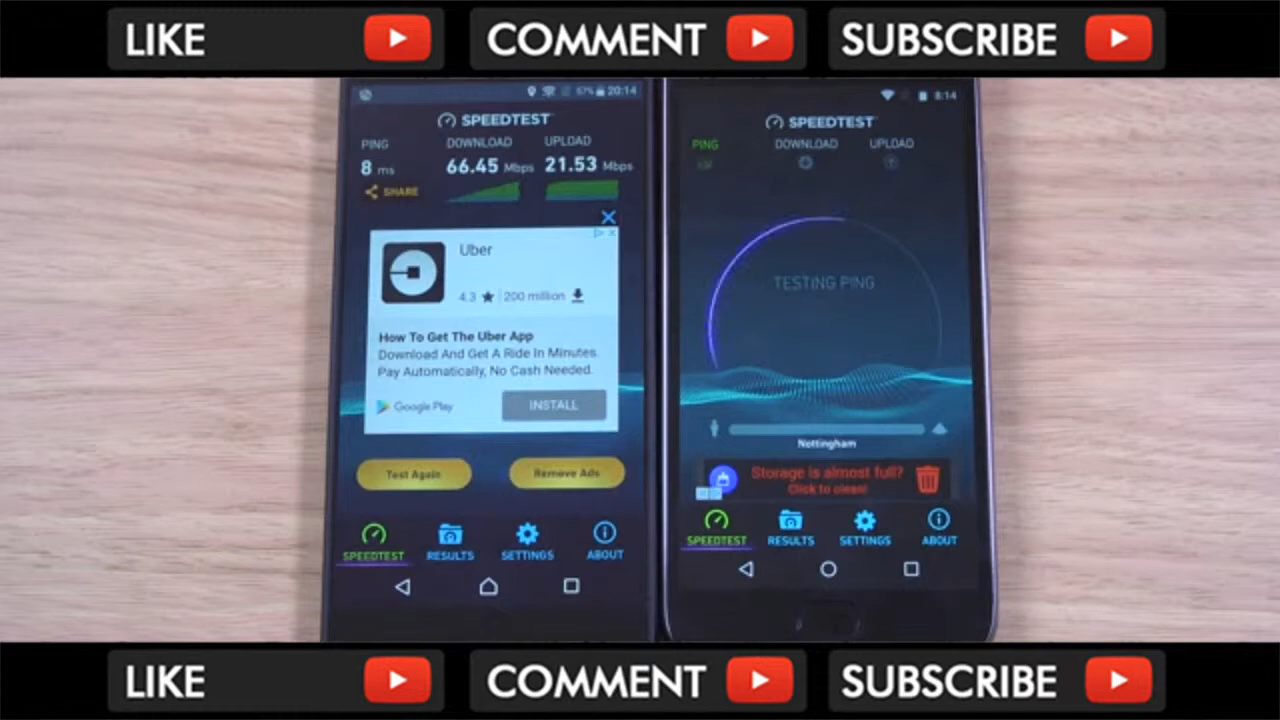 LIKE
COMMENT
SUBSCRIBE
57% 20:14
SPEEDTEST
PING
DOWNLOAD
UPLOAD
8 ms
66.45 Mbps
21.53 Mbps
SHARE
Uber
4.3 ★ | 200 million
How To Get The Uber App
Download And Get A Ride In Minutes.
Pay Automatically, No Cash Needed.
Google Play
INSTALL
Test Again
Remove Ads
SPEEDTEST
RESULTS
SETTINGS
ABOUT
8:14
SPEEDTEST
PING
DOWNLOAD
UPLOAD
TESTING PING
Nottingham
Storage is almost full?
Click to clean!
SPEEDTEST
RESULTS
SETTINGS
ABOUT
LIKE
COMMENT
SUBSCRIBE